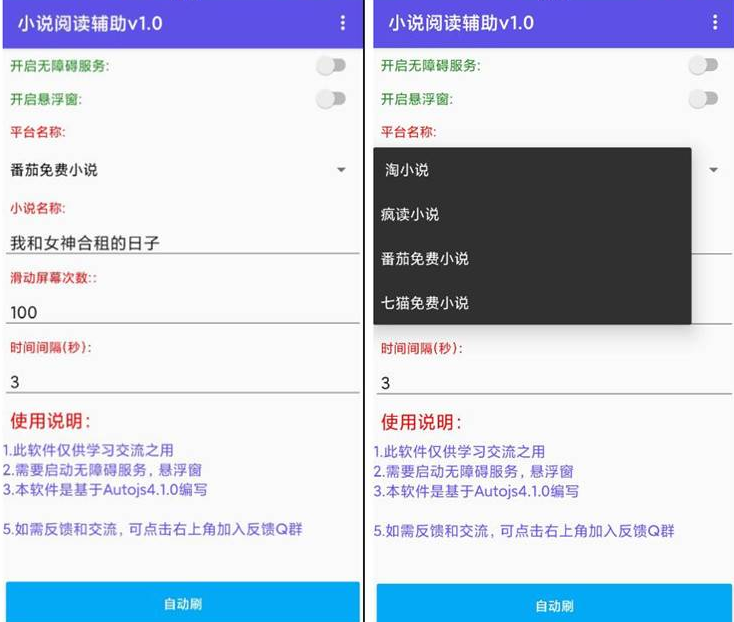 小说阅读辅助v1.0
开启无障碍服务:
开启悬浮窗:
平台名称:
番茄免费小说
小说名称:
我和女神合租的日子
滑动屏幕次数::
100
时间间隔(秒):
3
使用说明:
1.此软件仅供学习交流之用
2.需要启动无障碍服务，悬浮窗
3.本软件是基于Autojs4.1.0编写
5.如需反馈和交流，可点击右上角加入反馈Q群
自动刷
小说阅读辅助v1.0
开启无障碍服务:
开启悬浮窗:
平台名称:
淘小说
疯读小说
番茄免费小说
七猫免费小说
时间间隔(秒):
3
使用说明:
1.此软件仅供学习交流之用
2.需要启动无障碍服务，悬浮窗
3.本软件是基于Autojs4.1.0编写
5.如需反馈和交流，可点击右上角加入反馈Q群
自动刷